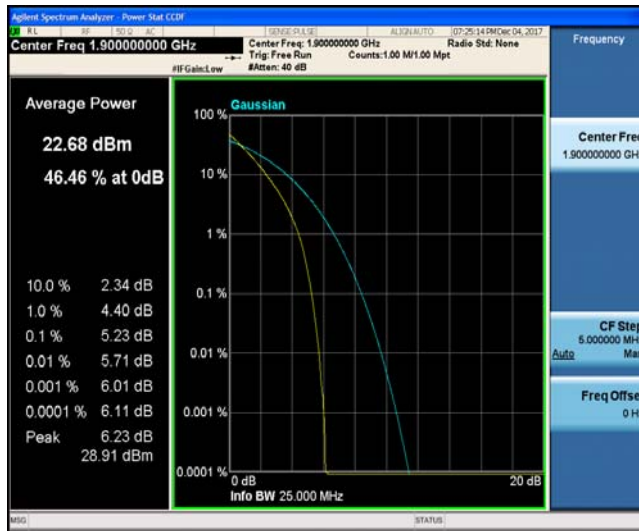 Agilent Spectrum Analyzer - Power Stat CCDF
RL RF 50 Ω AC SENSE:PULSE ALIGN AUTO 07:25:14 PM Dec 04, 2017
Center Freq 1.900000000 GHz
Center Freq: 1.900000000 GHz Radio Std: None
Trig: Free Run Counts:1.00 M/1.00 Mpt
#IFGain:Low #Atten: 40 dB
Frequency
Average Power
22.68 dBm
46.46 % at 0dB
10.0 % 2.34 dB
1.0 % 4.40 dB
0.1 % 5.23 dB
0.01 % 5.71 dB
0.001 % 6.01 dB
0.0001 % 6.11 dB
Peak 6.23 dB
28.91 dBm
Gaussian
100 %
10 %
1 %
0.1 %
0.01 %
0.001 %
0.0001 %
0 dB 20 dB
Info BW 25.000 MHz
Center Fre
1.900000000 GH
CF Step
5.000000 MH
Auto Ma
Freq Offse
0 H
MSG STATUS